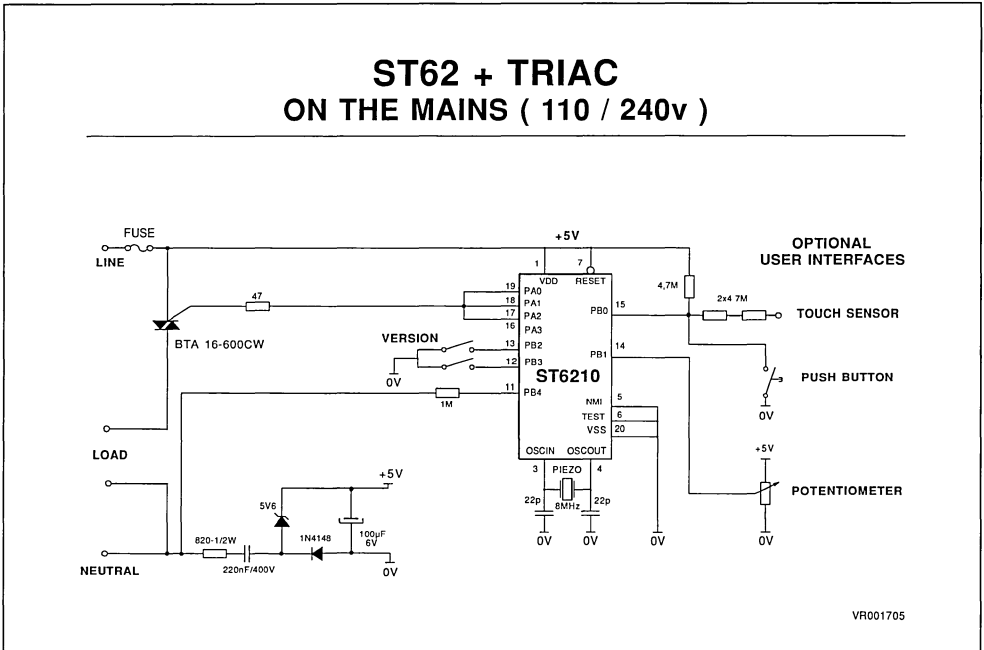 ST62 + TRIAC
ON THE MAINS ( 110 / 240v )
FUSE
LINE
+5V
OPTIONAL
USER INTERFACES
1
7
VDD
RESET
47
19
PA0
18
PA1
17
PA2
16
PA3
BTA 16-600CW
VERSION
13
PB2
12
PB3
0V
11
PB4
1M
ST6210
15
PB0
4,7M
2x4 7M
TOUCH SENSOR
14
PB1
PUSH BUTTON
0V
NMI
5
TEST
6
VSS
20
OSCIN
OSCOUT
3
PIEZO
4
22p
8MHz
22p
0V
0V
0V
+5V
POTENTIOMETER
0V
LOAD
+5V
5V6
820-1/2W
1N4148
100µF
6V
220nF/400V
NEUTRAL
0V
VR001705